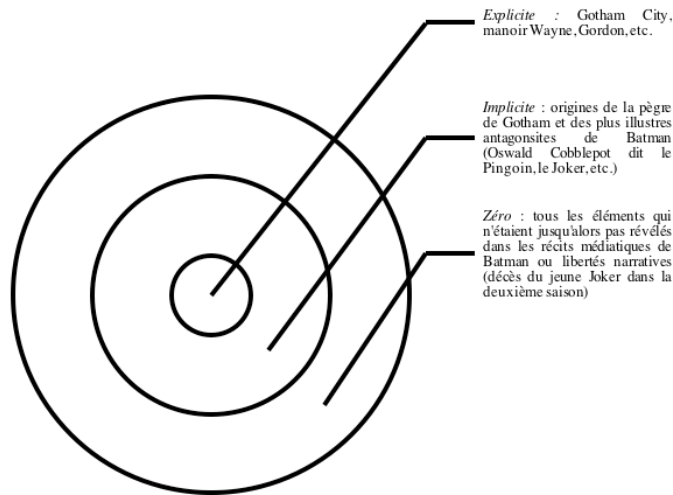 Explicite : Gotham City,
manoir Wayne, Gordon, etc.
Implicite : origines de la pègre
de Gotham et des plus illustres
antagonsites de Batman
(Oswald Cobblepot dit le
Pingoin, le Joker, etc.)
Zéro : tous les éléments qui
n'étaient jusqu'alors pas révélés
dans les récits médiatiques de
Batman ou libertés narratives
(décès du jeune Joker dans la
deuxième saison)